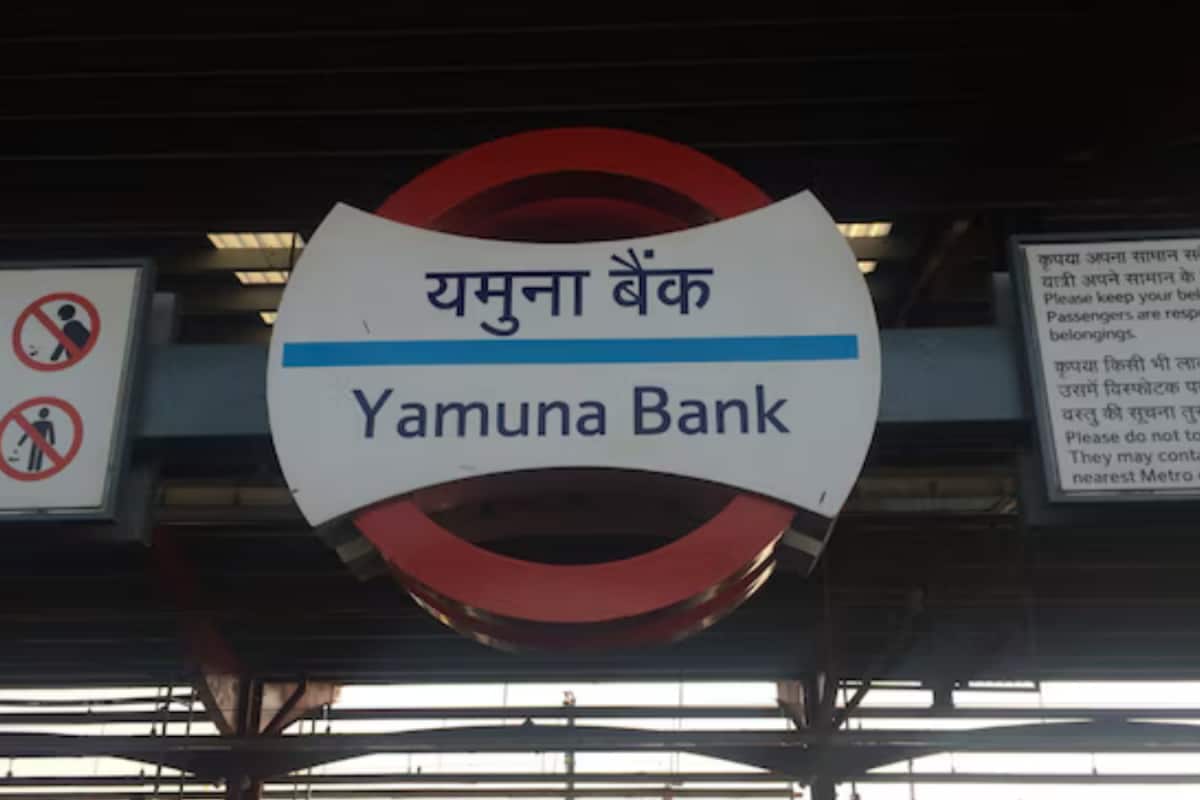 यमुना बैंक
Yamuna Bank
कृपया अपना सामान
यात्री अपने सामान के
Please keep your
Passengers are
belongings.
कृपया किसी भी
उसमें विस्फोटक
वस्तु की सूचना
Please do not
They may
nearest Metro